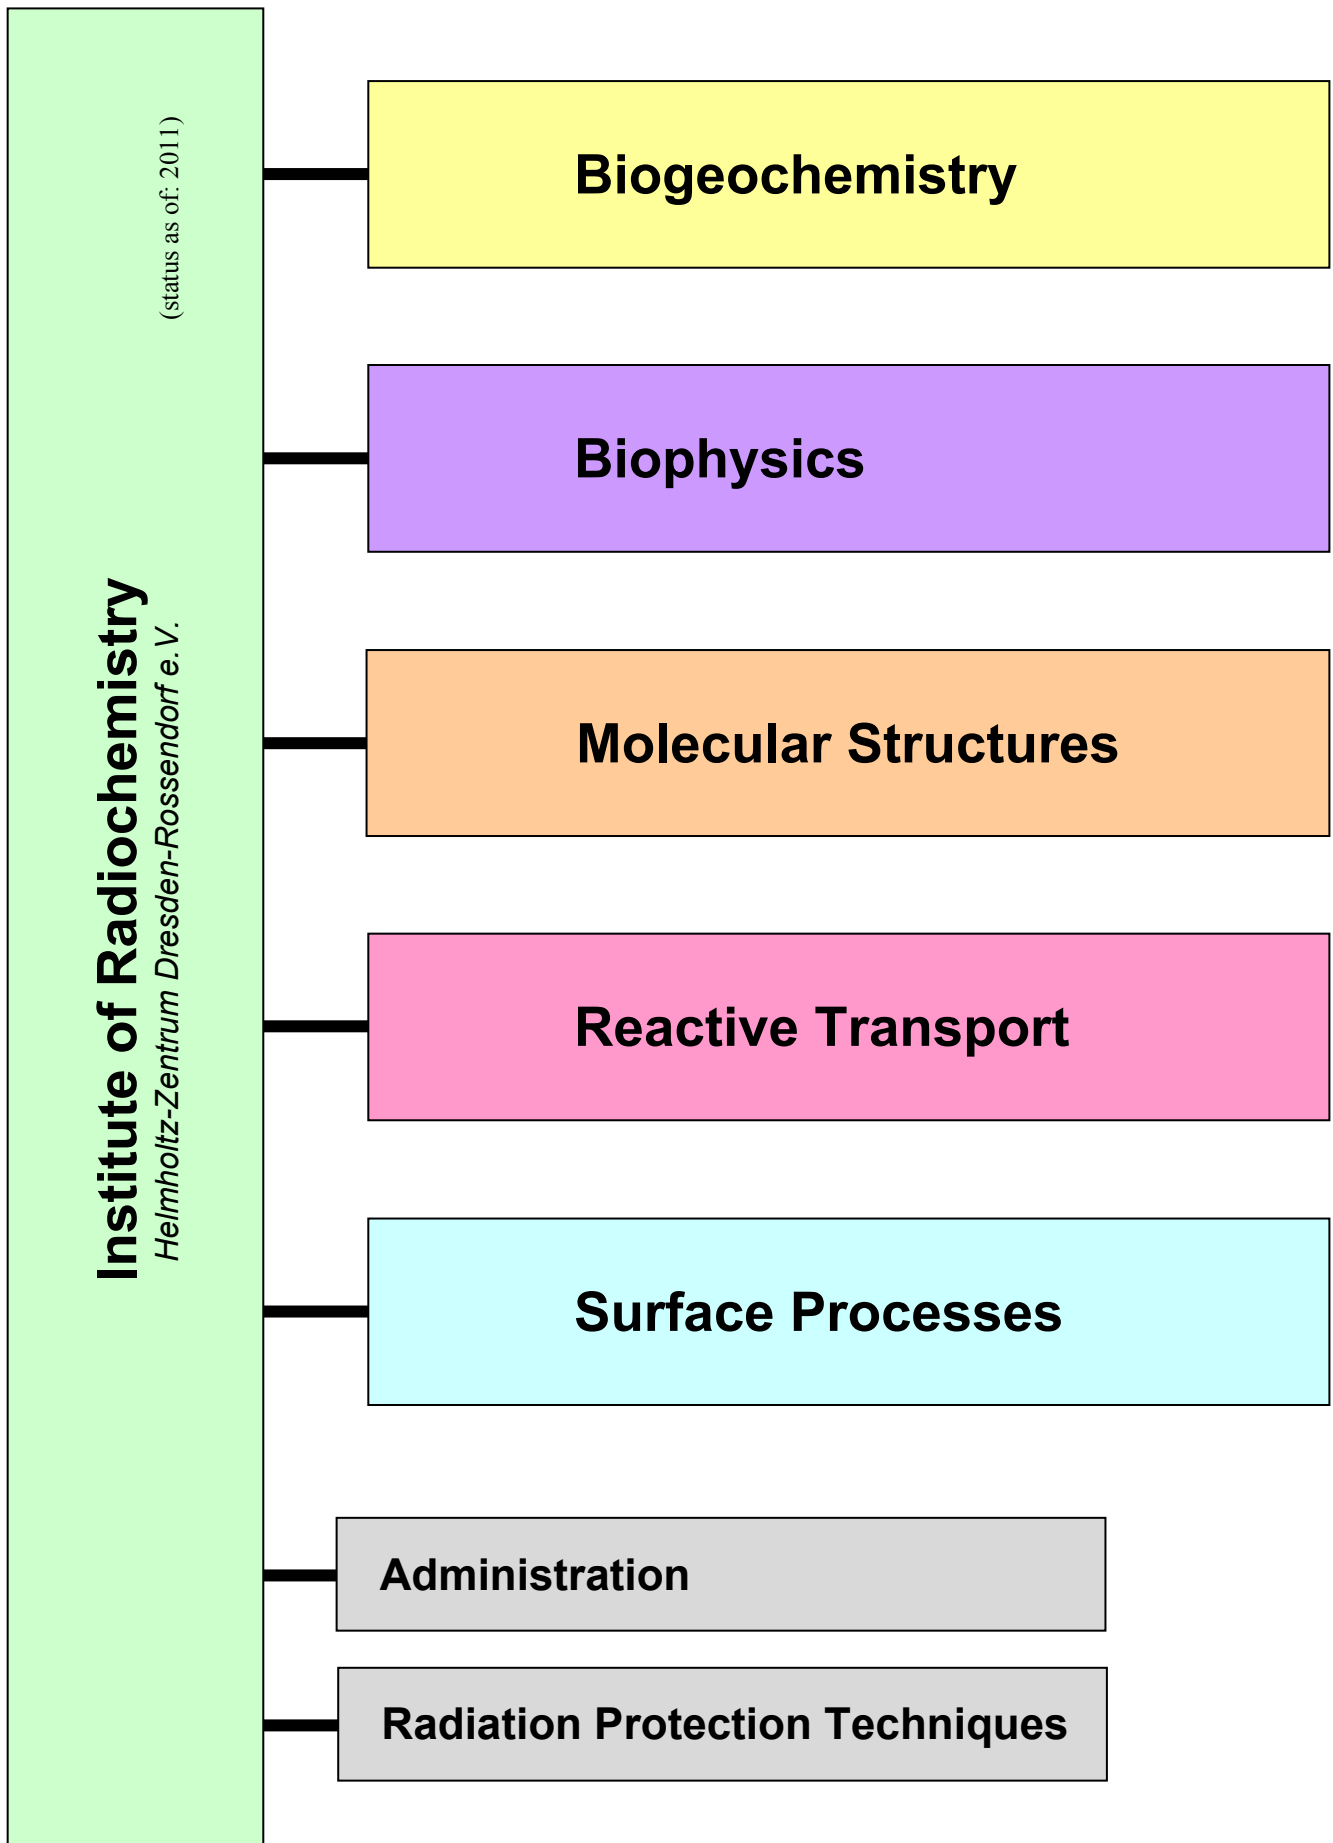 Institute of Radiochemistry
Helmholtz-Zentrum Dresden-Rossendorf e.V.
(status as of: 2011)
Biogeochemistry
Biophysics
Molecular Structures
Reactive Transport
Surface Processes
Administration
Radiation Protection Techniques